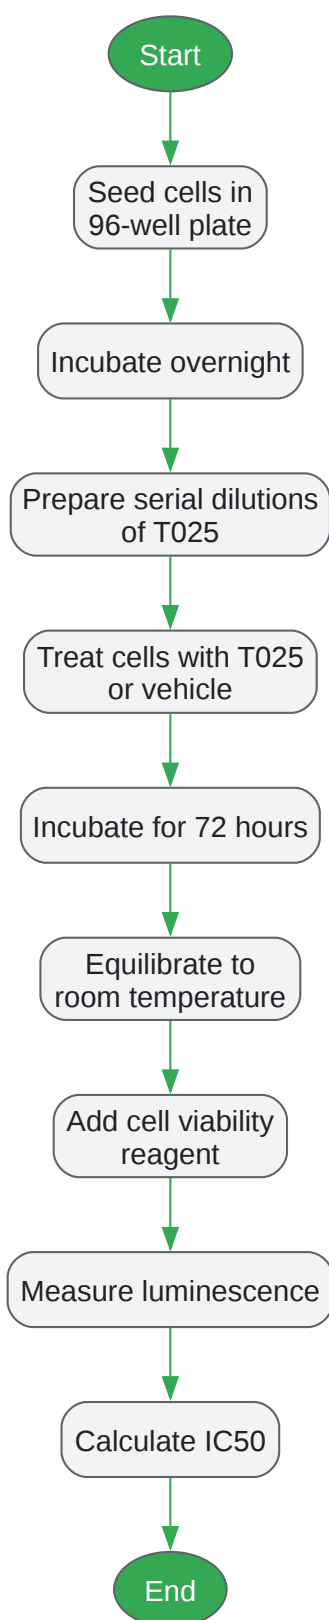 Start
Seed cells in
96-well plate
Incubate overnight
Prepare serial dilutions
of T025
Treat cells with T025
or vehicle
Incubate for 72 hours
Equilibrate to
room temperature
Add cell viability
reagent
Measure luminescence
Calculate IC50
End